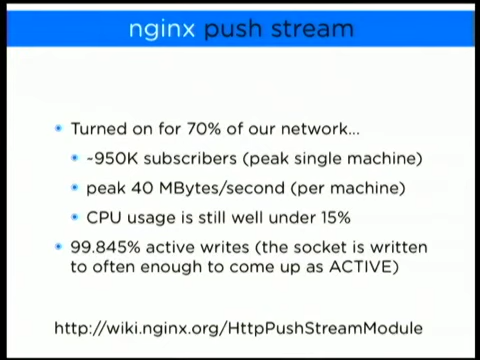 nginx push stream
Turned on for 70% of our network...
~950K subscribers (peak single machine)
peak 40 MBytes/second (per machine)
CPU usage is still well under 15%
99.845% active writes (the socket is written
to often enough to come up as ACTIVE)
http://wiki.nginx.org/HttpPushStreamModule